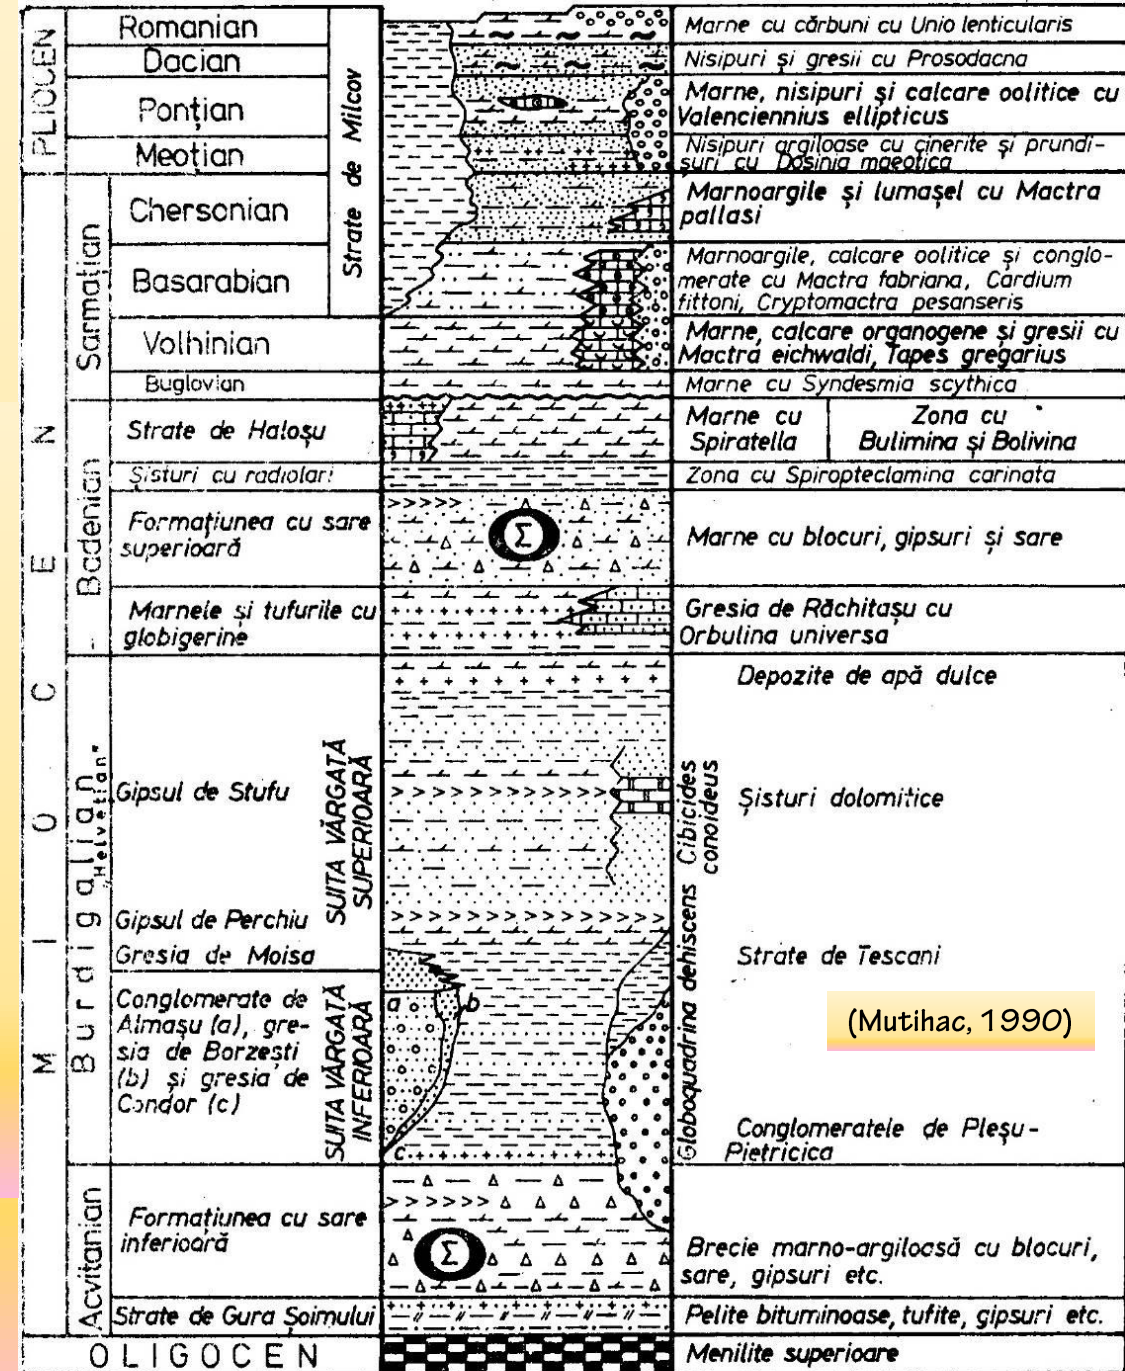 PLIOCEN
MIOCEN
Sarmațian
Badenian
Burdigalian
"Helvețian"
Acvitanian
Romanian
Marne cu cărbuni cu Unio lenticularis
Dacian
Nisipuri și gresii cu Prosodacna
Ponțian
Marne, nisipuri și calcare oolitice cu
Valenciennius ellipticus
Meoțian
Nisipuri argiloase cu cinerite și prundi-
șuri cu Dosinia maeotica
Strate de Milcov
Chersonian
Marnoargile și lumașel cu Mactra
pallasi
Basarabian
Marnoargile, calcare oolitice și conglo-
merate cu Mactra fabriana, Cardium
fittoni, Cryptomactra pesanseris
Volhinian
Marne, calcare organogene și gresii cu
Mactra eichwaldi, Tapes gregarius
Buglovian
Marne cu Syndesmia scythica
Strate de Haloșu
Marne cu
Spiratella
Zona cu
Bulimina și Bolivina
Șisturi cu radiolari
Zona cu Spiropteclamina carinata
Formațiunea cu sare
superioară
Σ
Marne cu blocuri, gipsuri și sare
Marnele și tufurile cu
globigerine
Gresia de Răchitașu cu
Orbulina universa
Depozite de apă dulce
Gipsul de Stufu
SUITA VĂRGATĂ
SUPERIOARĂ
Cibicides
conoideus
Șisturi dolomitice
Gipsul de Perchiu
Gresia de Moisa
Globoquadrina dehiscens
Strate de Tescani
Conglomerate de
Almașu (a), gre-
sia de Borzești
(b) și gresia de
Condor (c)
SUITA VĂRGATĂ
INFERIOARĂ
a
b
c
(Mutihac, 1990)
Conglomeratele de Pleșu-
Pietricica
Formațiunea cu sare
inferioară
Σ
Brecie marno-argiloasă cu blocuri,
sare, gipsuri etc.
Strate de Gura Șoimului
Pelite bituminoase, tufite, gipsuri etc.
OLIGOCEN
Menilite superioare